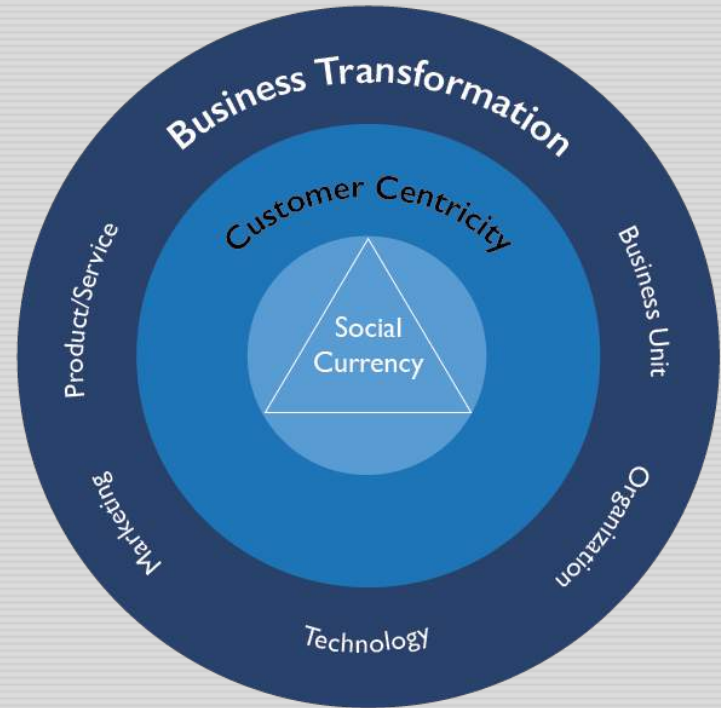 Business Transformation
Customer Centricity
Social
Currency
Product/Service
Business Unit
Marketing
Organization
Technology